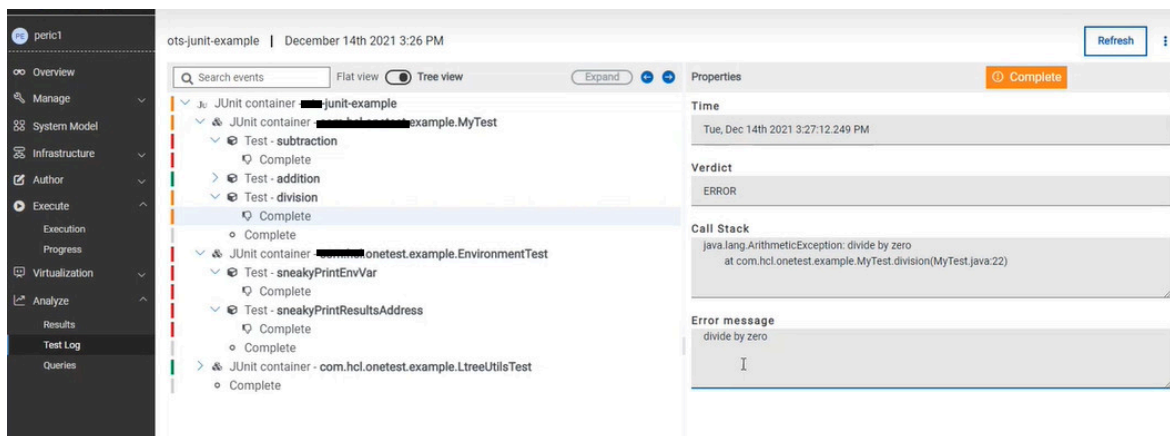 PE peric1
Overview
Manage
System Model
Infrastructure
Author
Execute
Execution
Progress
Virtualization
Analyze
Results
Test Log
Queries
ots-junit-example | December 14th 2021 3:26 PM
Refresh
Search events
Flat view Tree view
Expand
JU JUnit container - -junit-example
JUnit container - example.MyTest
Test - subtraction
Complete
Test - addition
Test - division
Complete
Complete
JUnit container - onetest.example.EnvironmentTest
Test - sneakyPrintEnvVar
Complete
Test - sneakyPrintResultsAddress
Complete
Complete
JUnit container - com.hcl.onetest.example.LtreeUtilsTest
Complete
Properties
Complete
Time
Tue, Dec 14th 2021 3:27:12.249 PM
Verdict
ERROR
Call Stack
java.lang.ArithmeticException: divide by zero
at com.hcl.onetest.example.MyTest.division(MyTest.java:22)
Error message
divide by zero